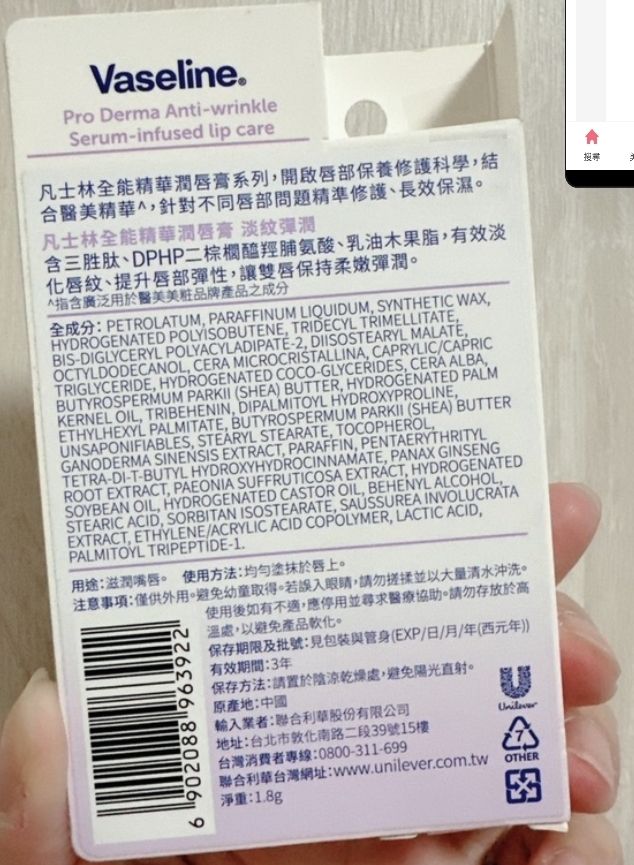 Vaseline®
Pro Derma Anti-wrinkle
Serum-infused lip care
凡士林全能精華潤唇膏系列，開啟唇部保養修護科學，結
合醫美精華^，針對不同唇部問題精準修護、長效保濕。
凡士林全能精華潤唇膏 淡紋彈潤
含三胜肽、DPHP二棕櫚醯羥脯氨酸、乳油木果脂，有效淡
化唇紋、提升唇部彈性，讓雙唇保持柔嫩彈潤。
^指含廣泛用於醫美美粧品牌產品之成分
全成分：PETROLATUM, PARAFFINUM LIQUIDUM, SYNTHETIC WAX,
HYDROGENATED POLYISOBUTENE, TRIDECYL TRIMELLITATE,
BIS-DIGLYCERYL POLYACYLADIPATE-2, DIISOSTEARYL MALATE,
OCTYLDODECANOL, CERA MICROCRISTALLINA, CAPRYLIC/CAPRIC
TRIGLYCERIDE, HYDROGENATED COCO-GLYCERIDES, CERA ALBA,
BUTYROSPERMUM PARKII (SHEA) BUTTER, HYDROGENATED PALM
KERNEL OIL, TRIBEHENIN, DIPALMITOYL HYDROXYPROLINE,
ETHYLHEXYL PALMITATE, BUTYROSPERMUM PARKII (SHEA) BUTTER
UNSAPONIFIABLES, STEARYL STEARATE, TOCOPHEROL,
GANODERMA SINENSIS EXTRACT, PARAFFIN, PENTAERYTHRITYL
TETRA-DI-T-BUTYL HYDROXYHYDROCINNAMATE, PANAX GINSENG
ROOT EXTRACT, PAEONIA SUFFRUTICOSA EXTRACT, HYDROGENATED
SOYBEAN OIL, HYDROGENATED CASTOR OIL, BEHENYL ALCOHOL,
STEARIC ACID, SORBITAN ISOSTEARATE, SAUSSUREA INVOLUCRATA
EXTRACT, ETHYLENE/ACRYLIC ACID COPOLYMER, LACTIC ACID,
PALMITOYL TRIPEPTIDE-1.
用途：滋潤嘴唇。 使用方法：均勻塗抹於唇上。
注意事項：僅供外用。避免幼童取得。若誤入眼睛，請勿搓揉並以大量清水沖洗。
使用後如有不適，應停用並尋求醫療協助。請勿存放於高
溫處，以避免產品軟化。
保存期限及批號：見包裝與管身(EXP/日/月/年(西元年))
有效期間：3年
保存方法：請置於陰涼乾燥處，避免陽光直射。
原產地：中國
輸入業者：聯合利華股份有限公司
地址：台北市敦化南路二段39號15樓
台灣消費者專線：0800-311-699
聯合利華台灣網址：www.unilever.com.tw
淨重：1.8g
6 902088 963922
Unilever
7
OTHER
搜尋